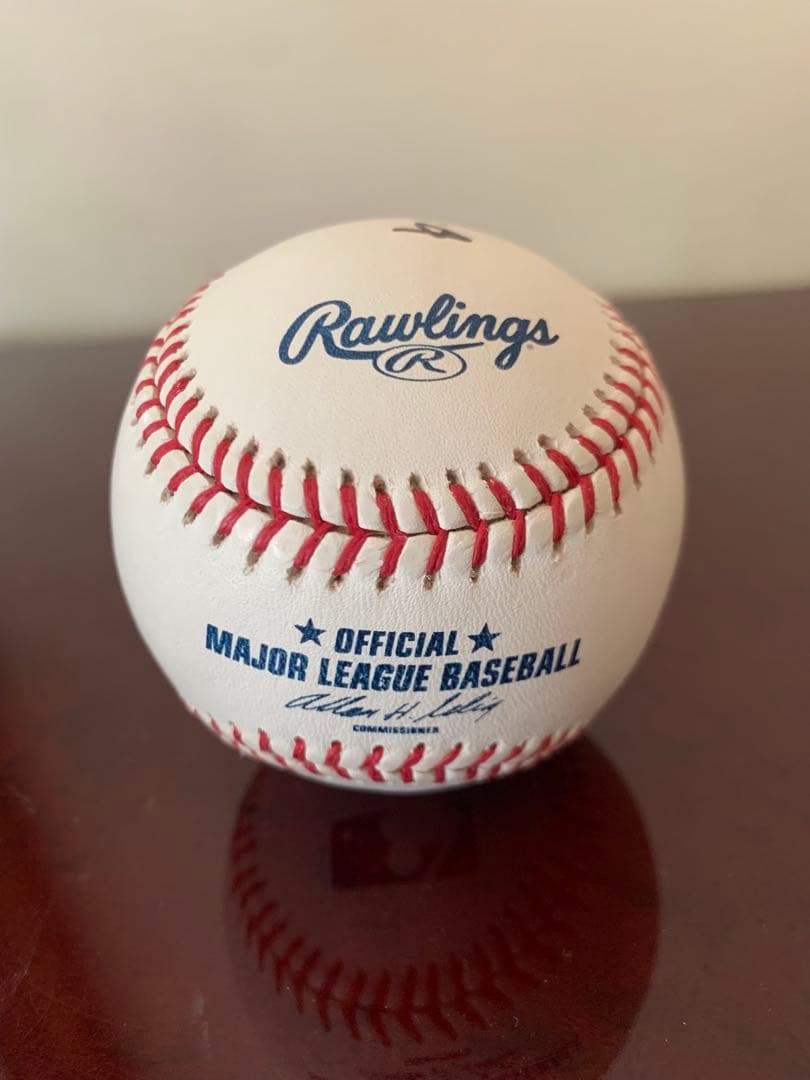 Rawlings
R
★ OFFICIAL ★
MAJOR LEAGUE BASEBALL
Allan H. Selig
COMMISSIONER